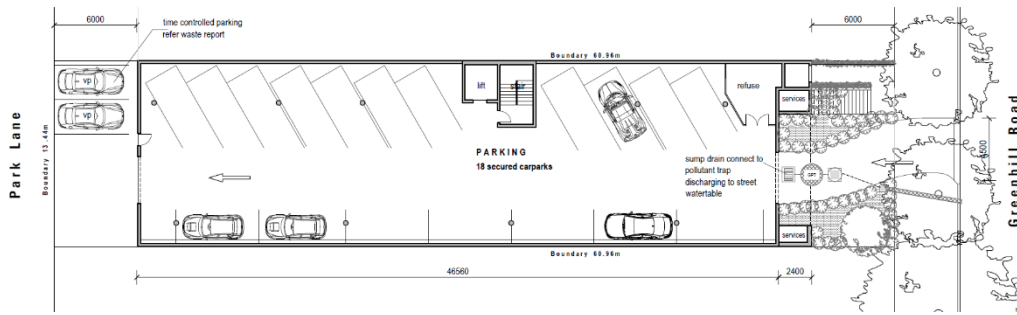 6000
time controlled parking
refer waste report
6000
Boundary 60.96m
vp
vp
lift
stair
refuse
services
Park Lane
Boundary 13.44m
PARKING
18 secured carparks
sump drain connect to
pollutant trap
discharging to street
watertable
GPT
6500
Greenhill Road
services
Boundary 60.96m
46560
2400